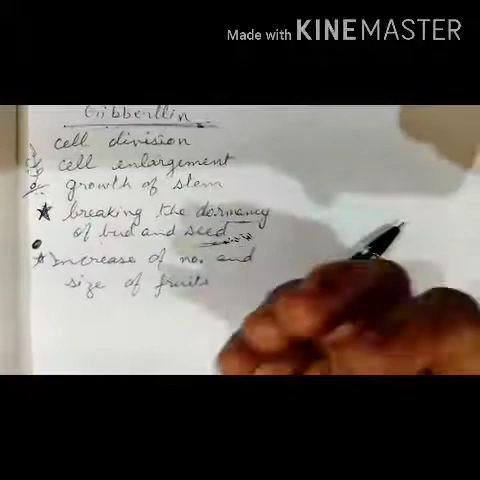 Made with KINEMASTER
Gibberllin
cell division
cell enlargement
growth of stem
breaking the dormancy
of bud and seed
Increase of no. and
size of fruits